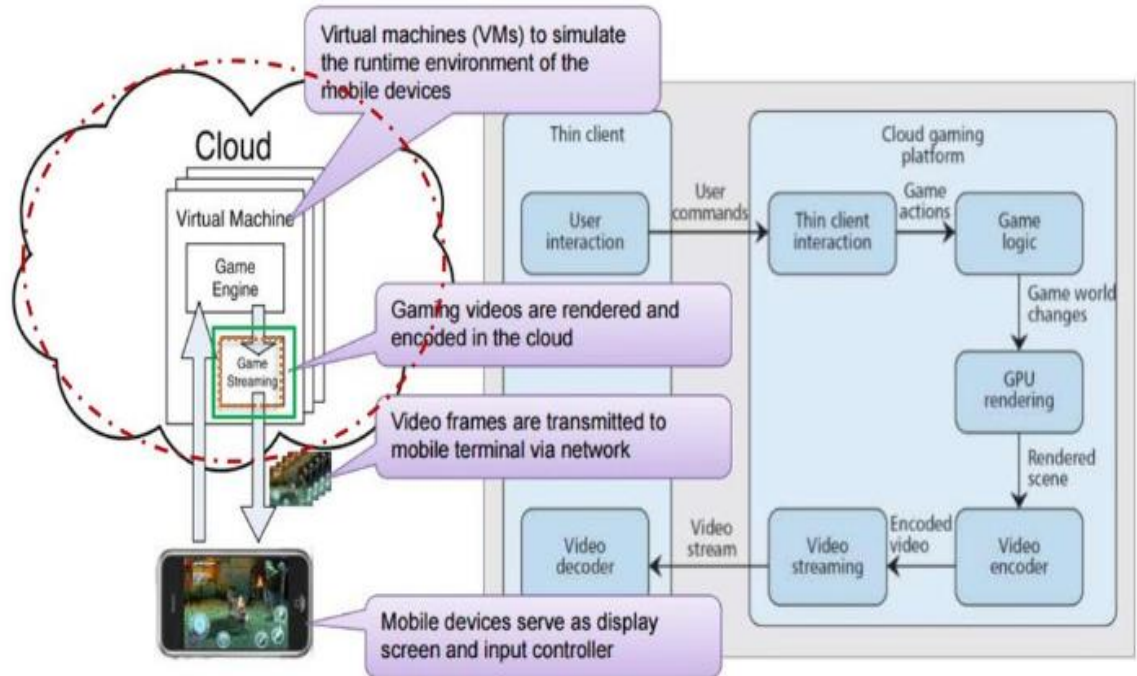 Virtual machines (VMs) to simulate
the runtime environment of the
mobile devices
Cloud
Virtual Machine
Game
Engine
Game
Streaming
Gaming videos are rendered and
encoded in the cloud
Video frames are transmitted to
mobile terminal via network
Mobile devices serve as display
screen and input controller
Thin client
User
interaction
User
commands
Cloud gaming
platform
Thin client
interaction
Game
actions
Game
logic
Game world
changes
GPU
rendering
Rendered
scene
Video
encoder
Encoded
video
Video
streaming
Video
stream
Video
decoder